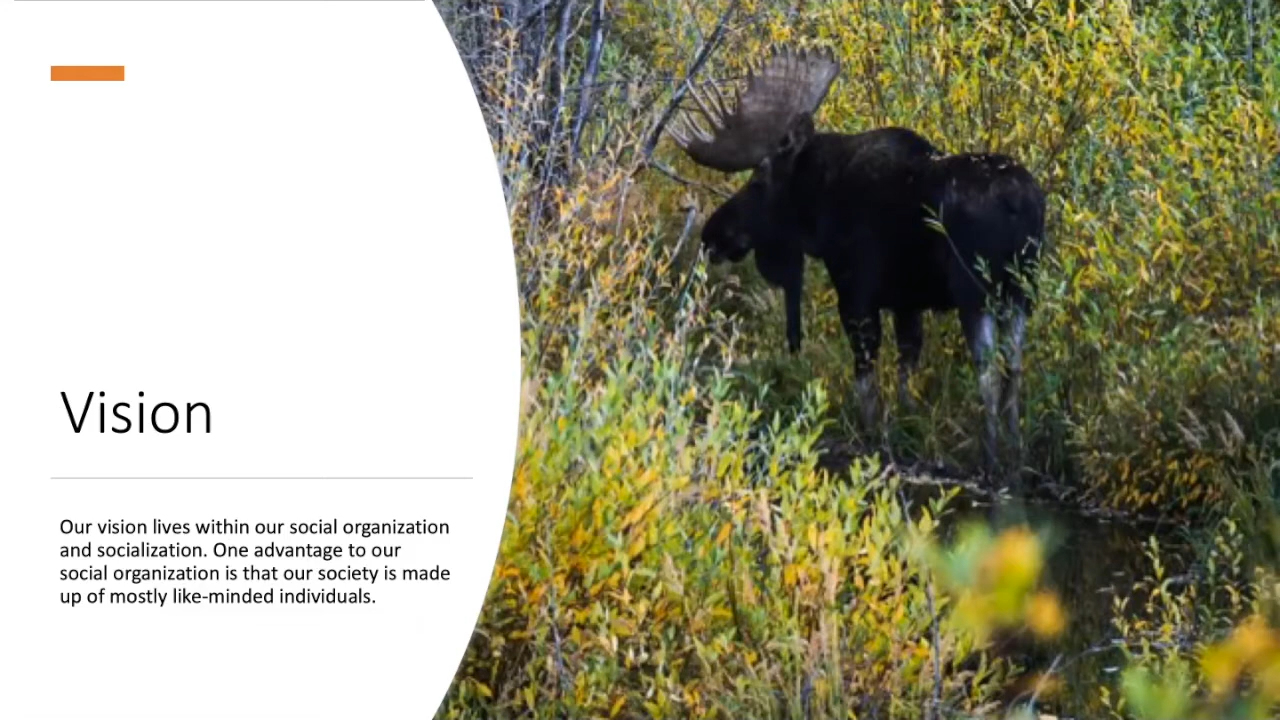 Vision
Our vision lives within our social organization
and socialization. One advantage to our
social organization is that our society is made
up of mostly like-minded individuals.